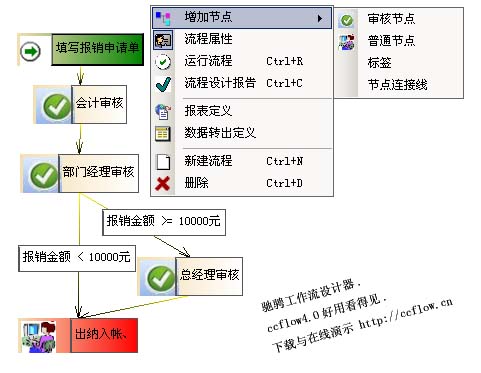 填写报销申请单
会计审核
部门经理审核
报销金额 >= 10000元
报销金额 < 10000元
总经理审核
出纳入帐、
增加节点
流程属性
运行流程 Ctrl+R
流程设计报告 Ctrl+C
报表定义
数据转出定义
新建流程 Ctrl+N
删除 Ctrl+D
审核节点
普通节点
标签
节点连接线
驰骋工作流设计器.
ccflow4.0好用看得见.
下载与在线演示 http://ccflow.cn